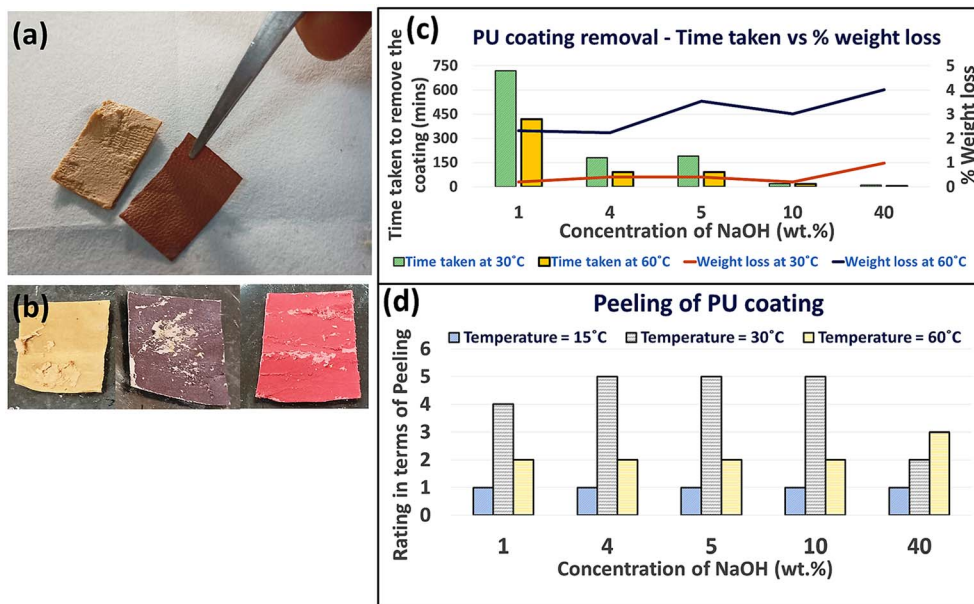 (a)
(b)
(c)
PU coating removal - Time taken vs % weight loss
Time taken to remove the
coating (mins)
750
600
450
300
150
0
5
4
3
2
1
0
% Weight loss
1 4 5 10 40
Concentration of NaOH (wt.%)
Time taken at 30˚C Time taken at 60˚C Weight loss at 30˚C Weight loss at 60˚C
(d)
Peeling of PU coating
Temperature = 15˚C Temperature = 30˚C Temperature = 60˚C
Rating in terms of Peeling
6
5
4
3
2
1
0
1 4 5 10 40
Concentration of NaOH (wt.%)